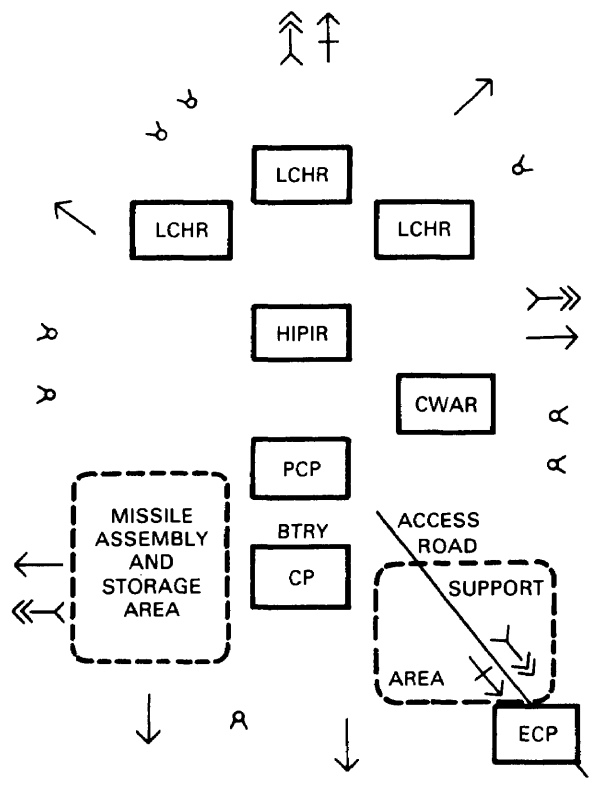 LCHR
LCHR
LCHR
HIPIR
CWAR
PCP
MISSILE
ASSEMBLY
AND
STORAGE
AREA
BTRY
CP
ACCESS
ROAD
SUPPORT
AREA
ECP